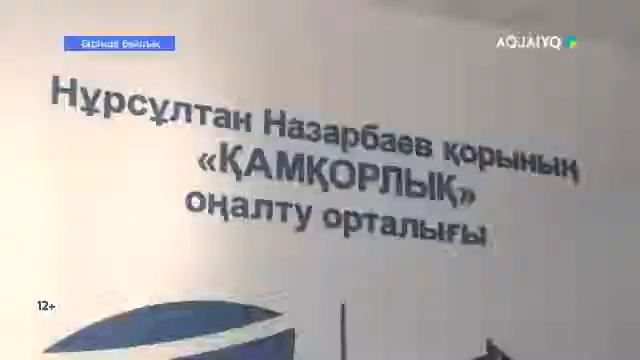 AQJAIYQ
Нұрсұлтан Назарбаев қорының
«ҚАМҚОРЛЫҚ»
оңалту орталығы
12+